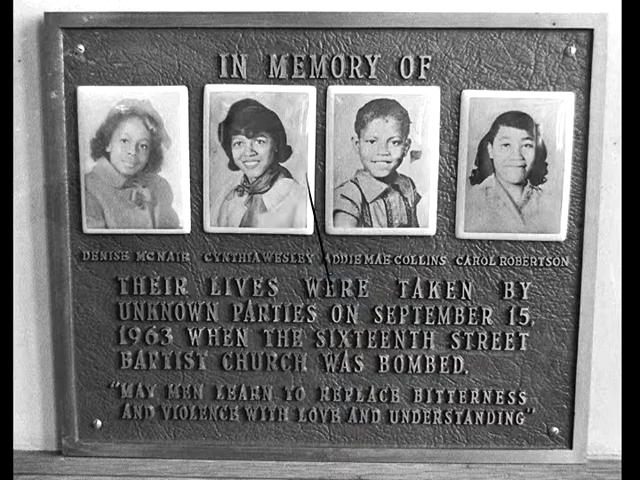 IN MEMORY OF
DENISE MCNAIR CYNTHIA WESLEY ADDIE MAE COLLINS CAROL ROBERTSON
THEIR LIVES WERE TAKEN BY
UNKNOWN PARTIES ON SEPTEMBER 15,
1963 WHEN THE SIXTEENTH STREET
BAPTIST CHURCH WAS BOMBED.
"MAY MEN LEARN TO REPLACE BITTERNESS
AND VIOLENCE WITH LOVE AND UNDERSTANDING"